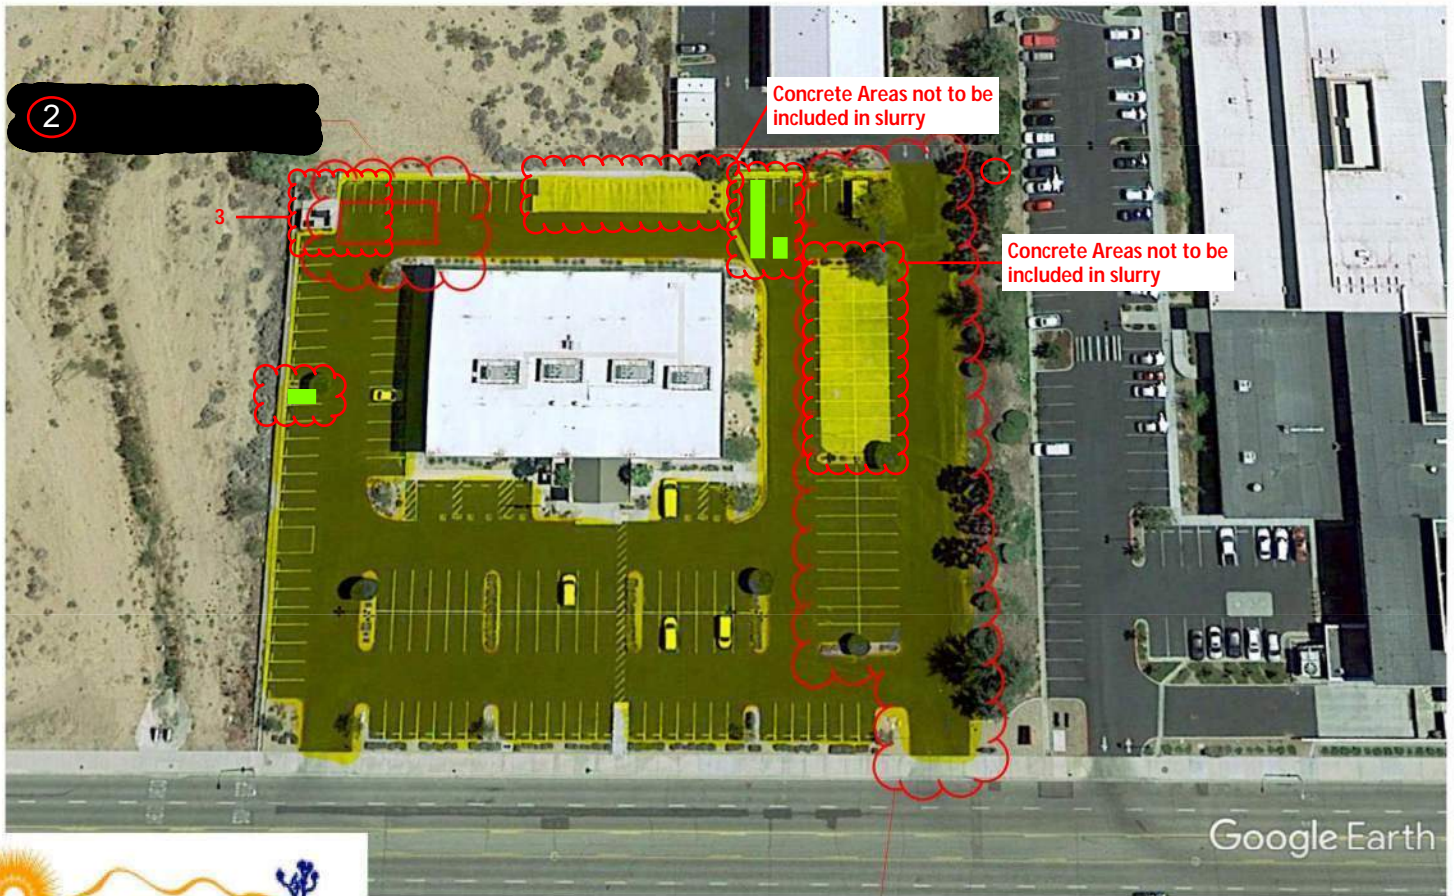 2
Concrete Areas not to be
included in slurry
3
Concrete Areas not to be
included in slurry
Google Earth